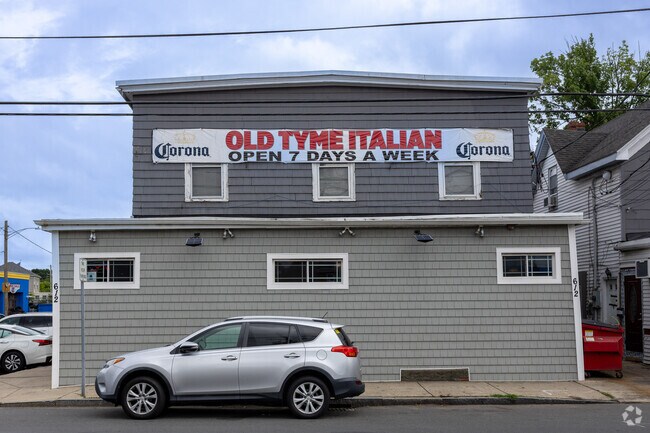 Corona OLD TYME ITALIAN Corona
OPEN 7 DAYS A WEEK
612
612